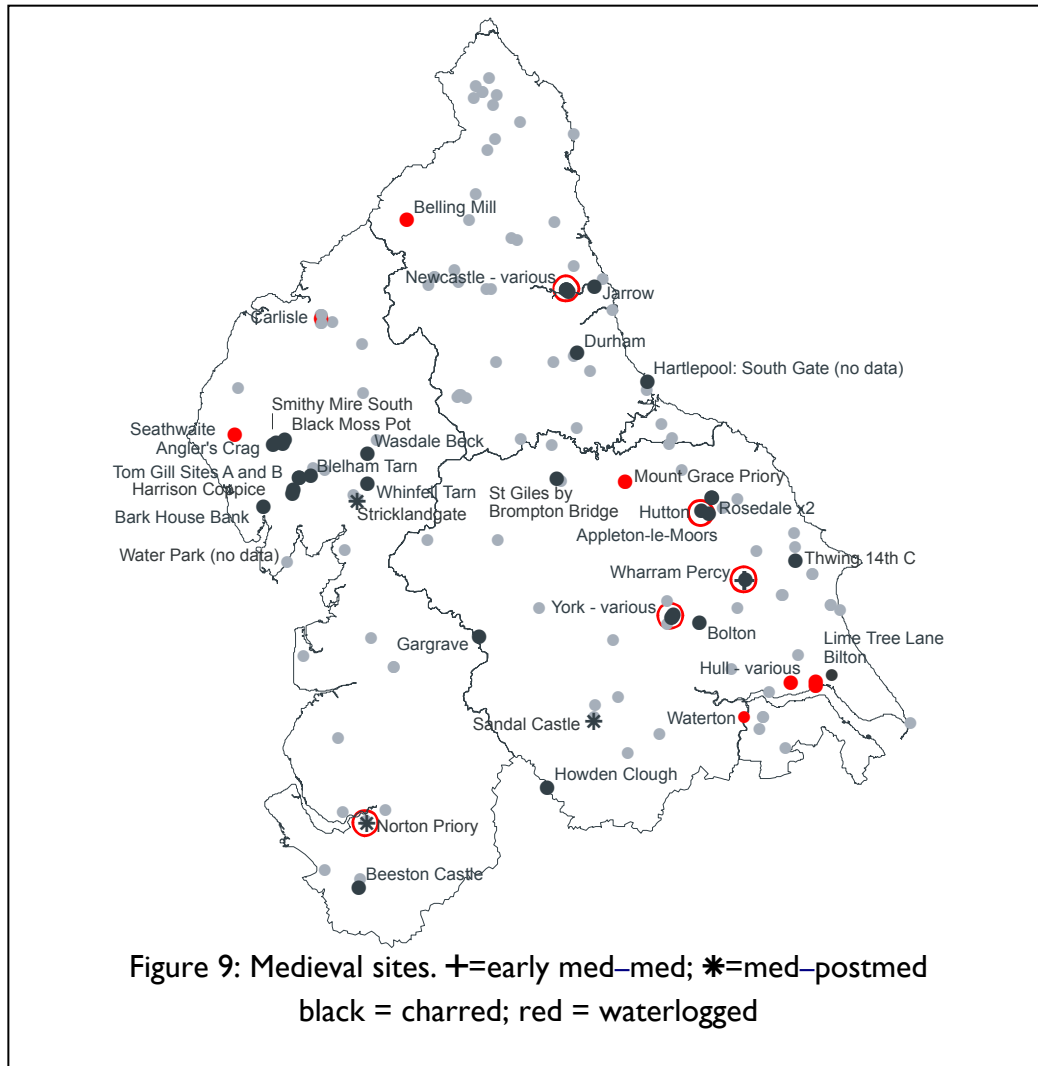 Belling Mill
Newcastle - various
Jarrow
Carlisle
Durham
Hartlepool: South Gate (no data)
Smithy Mire South
Black Moss Pot
Seathwaite
Angler's Crag
Wasdale Beck
Tom Gill Sites A and B
Blelham Tarn
Harrison Coppice
Whinfell Tarn
Bark House Bank
Stricklandgate
Water Park (no data)
St Giles by
Brompton Bridge
Mount Grace Priory
Hutton
Rosedale x2
Appleton-le-Moors
Thwing 14th C
Wharram Percy
York - various
Bolton
Gargrave
Lime Tree Lane
Bilton
Hull - various
Sandal Castle
Waterton
Howden Clough
Norton Priory
Beeston Castle
Figure 9: Medieval sites. +=early med–med; ✱=med–postmed
black = charred; red = waterlogged